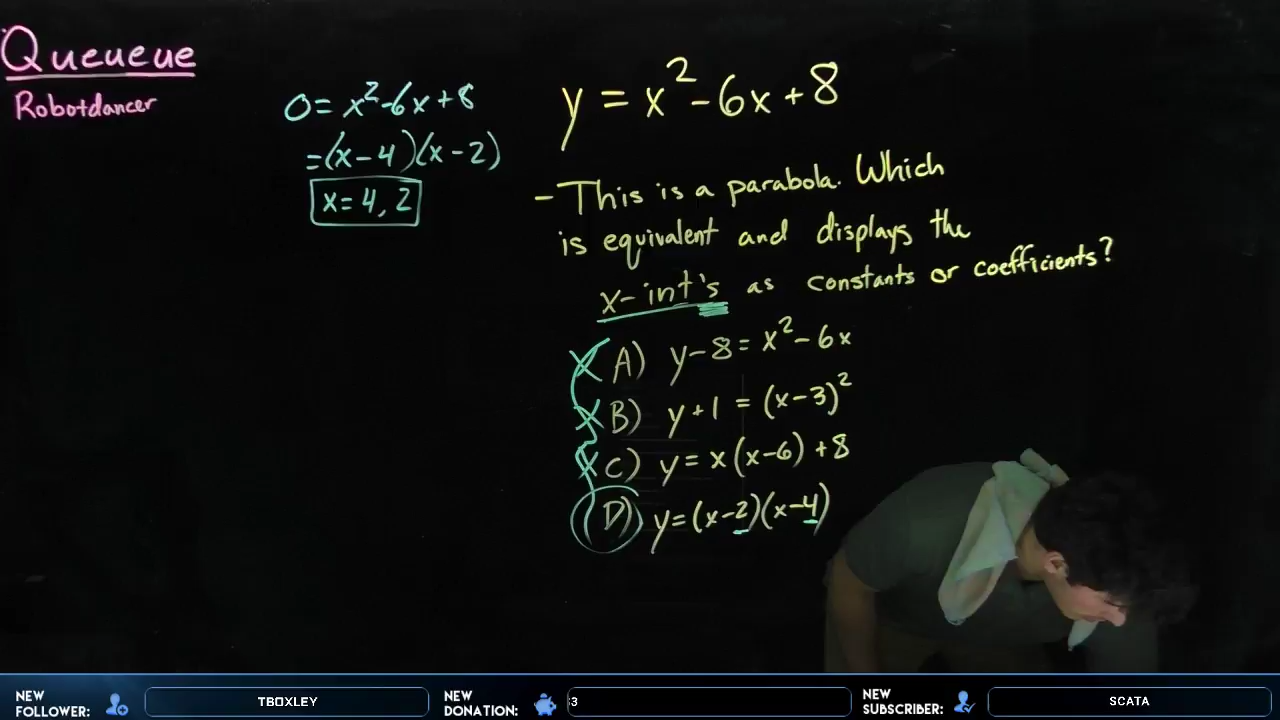 Queueue
Robotdancer
0 = x² - 6x + 8
= (x - 4)(x - 2)
x = 4, 2
y = x² - 6x + 8
- This is a parabola. Which
is equivalent and displays the
x-int's as constants or coefficients?
A) y - 8 = x² - 6x
B) y + 1 = (x - 3)²
C) y = x(x - 6) + 8
D) y = (x - 2)(x - 4)
NEW FOLLOWER: TBOXLEY
NEW DONATION: $3
NEW SUBSCRIBER: SCATA